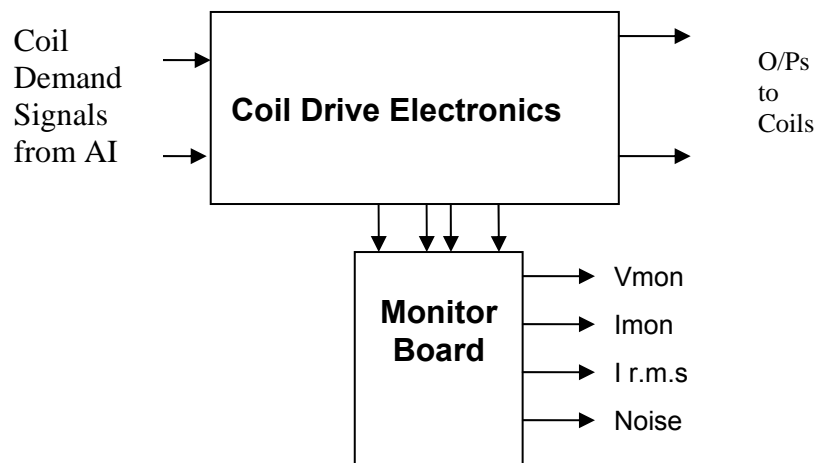 Coil
Demand
Signals
from AI
Coil Drive Electronics
O/Ps
to
Coils
Monitor
Board
Vmon
Imon
I r.m.s
Noise